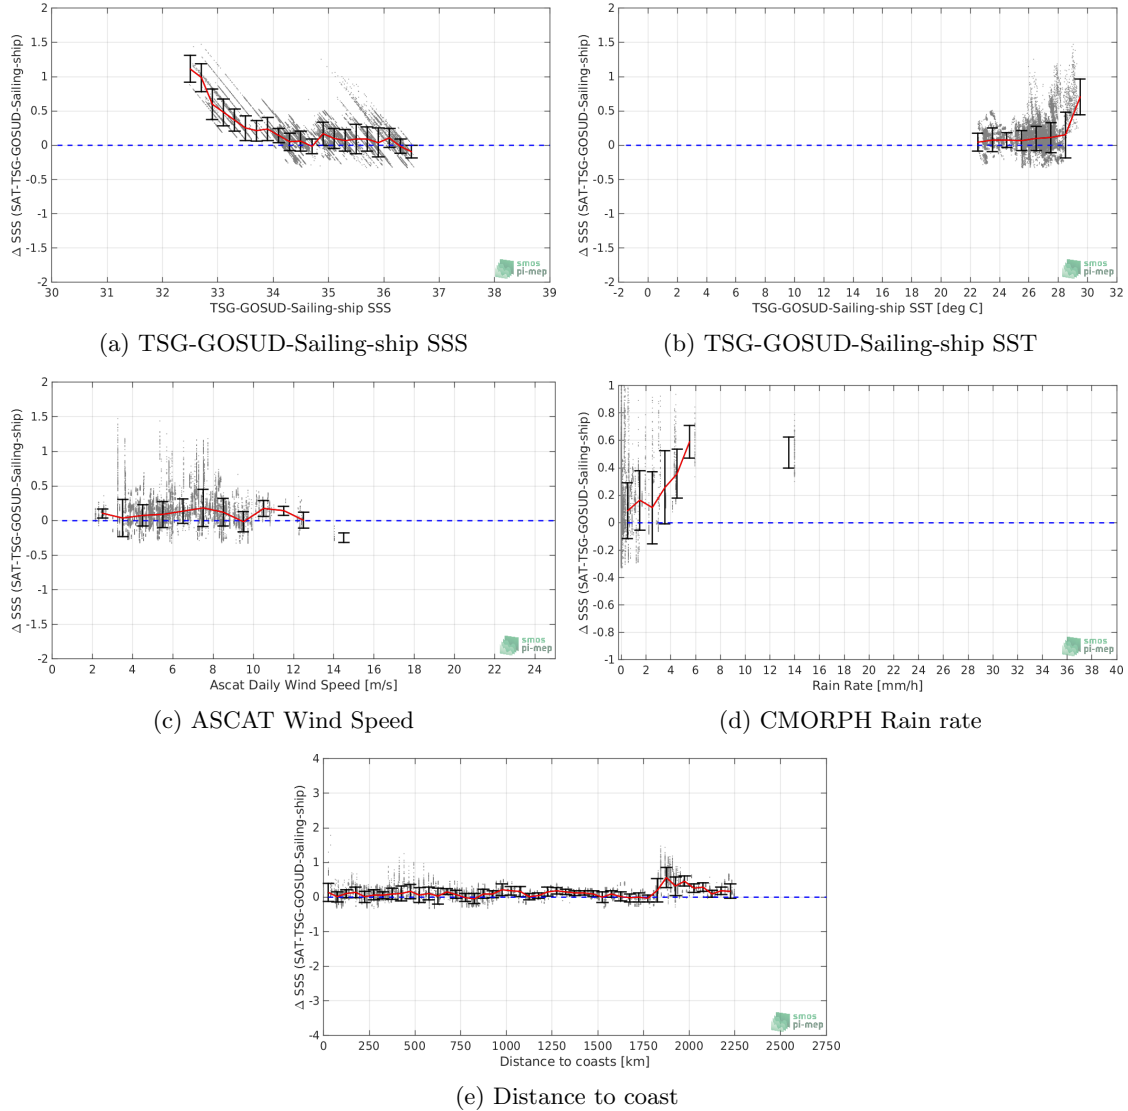 2
1.5
1
0.5
0
-0.5
-1
-1.5
-2
Δ SSS (SAT-TSG-GOSUD-Sailing-ship)
30 31 32 33 34 35 36 37 38 39
TSG-GOSUD-Sailing-ship SSS
smos
pi-mep
(a) TSG-GOSUD-Sailing-ship SSS
2
1.5
1
0.5
0
-0.5
-1
-1.5
-2
Δ SSS (SAT-TSG-GOSUD-Sailing-ship)
-2 0 2 4 6 8 10 12 14 16 18 20 22 24 26 28 30 32
TSG-GOSUD-Sailing-ship SST [deg C]
smos
pi-mep
(b) TSG-GOSUD-Sailing-ship SST
2
1.5
1
0.5
0
-0.5
-1
-1.5
-2
Δ SSS (SAT-TSG-GOSUD-Sailing-ship)
0 2 4 6 8 10 12 14 16 18 20 22 24
Ascat Daily Wind Speed [m/s]
smos
pi-mep
(c) ASCAT Wind Speed
1
0.8
0.6
0.4
0.2
0
-0.2
-0.4
-0.6
-0.8
-1
Δ SSS (SAT-TSG-GOSUD-Sailing-ship)
0 2 4 6 8 10 12 14 16 18 20 22 24 26 28 30 32 34 36 38 40
Rain Rate [mm/h]
smos
pi-mep
(d) CMORPH Rain rate
4
3
2
1
0
-1
-2
-3
-4
Δ SSS (SAT-TSG-GOSUD-Sailing-ship)
0 250 500 750 1000 1250 1500 1750 2000 2250 2500 2750
Distance to coasts [km]
smos
pi-mep
(e) Distance to coast